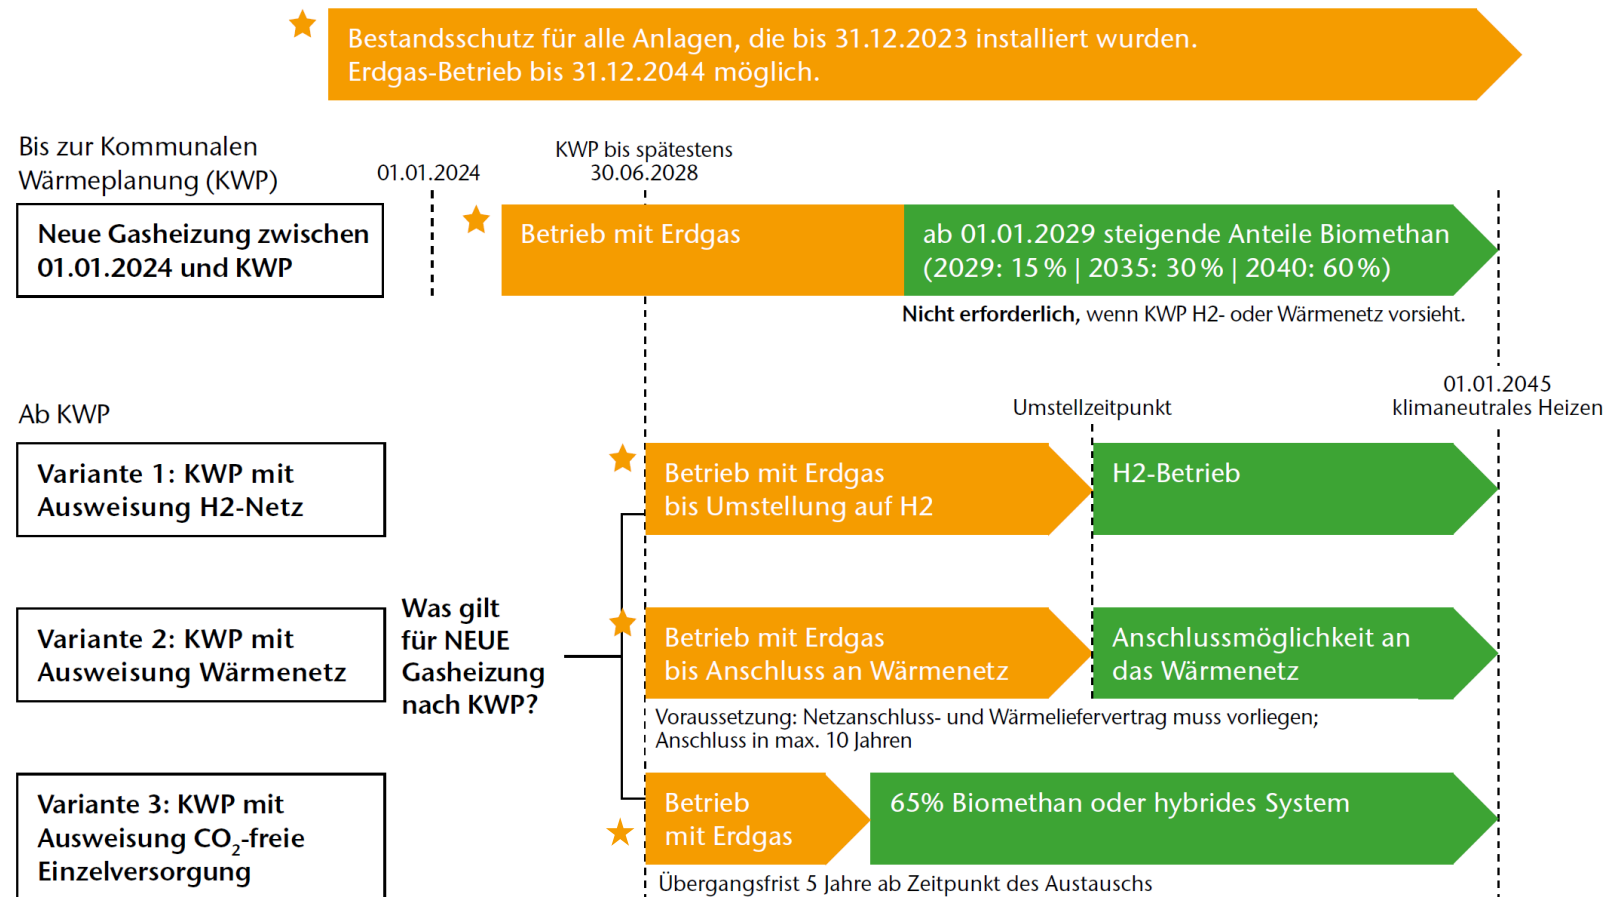 Bestandsschutz für alle Anlagen, die bis 31.12.2023 installiert wurden.
Erdgas-Betrieb bis 31.12.2044 möglich.
Bis zur Kommunalen
Wärmeplanung (KWP)
01.01.2024
KWP bis spätestens
30.06.2028
Neue Gasheizung zwischen
01.01.2024 und KWP
Betrieb mit Erdgas
ab 01.01.2029 steigende Anteile Biomethan
(2029: 15 % | 2035: 30 % | 2040: 60 %)
Nicht erforderlich, wenn KWP H2- oder Wärmenetz vorsieht.
Ab KWP
Umstellzeitpunkt
01.01.2045
klimaneutrales Heizen
Variante 1: KWP mit
Ausweisung H2-Netz
Betrieb mit Erdgas
bis Umstellung auf H2
H2-Betrieb
Was gilt
für NEUE
Gasheizung
nach KWP?
Variante 2: KWP mit
Ausweisung Wärmenetz
Betrieb mit Erdgas
bis Anschluss an Wärmenetz
Anschlussmöglichkeit an
das Wärmenetz
Voraussetzung: Netzanschluss- und Wärmeliefervertrag muss vorliegen;
Anschluss in max. 10 Jahren
Variante 3: KWP mit
Ausweisung CO₂-freie
Einzelversorgung
Betrieb
mit Erdgas
65% Biomethan oder hybrides System
Übergangsfrist 5 Jahre ab Zeitpunkt des Austauschs